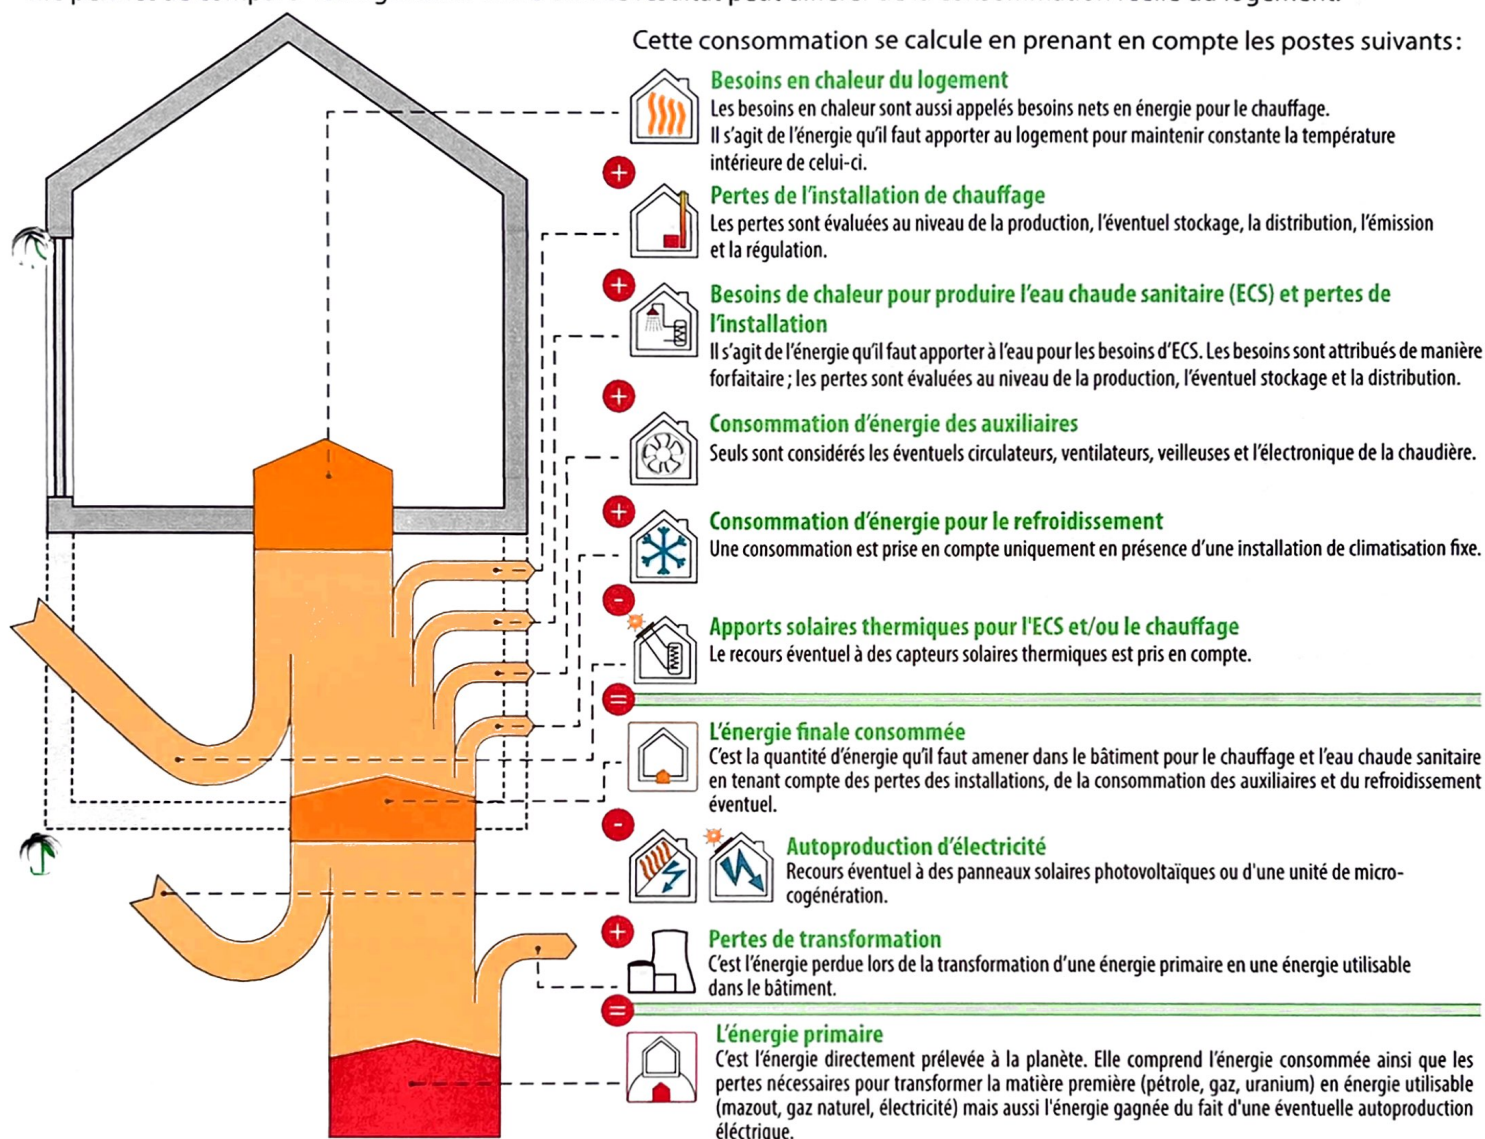 Cette consommation se calcule en prenant en compte les postes suivants:
Besoins en chaleur du logement
Les besoins en chaleur sont aussi appelés besoins nets en énergie pour le chauffage.
Il s'agit de l'énergie qu'il faut apporter au logement pour maintenir constante la température
intérieure de celui-ci.
+
Pertes de l'installation de chauffage
Les pertes sont évaluées au niveau de la production, l'éventuel stockage, la distribution, l'émission
et la régulation.
+
Besoins de chaleur pour produire l'eau chaude sanitaire (ECS) et pertes de
l'installation
Il s'agit de l'énergie qu'il faut apporter à l'eau pour les besoins d'ECS. Les besoins sont attribués de manière
forfaitaire ; les pertes sont évaluées au niveau de la production, l'éventuel stockage et la distribution.
+
Consommation d'énergie des auxiliaires
Seuls sont considérés les éventuels circulateurs, ventilateurs, veilleuses et l'électronique de la chaudière.
+
Consommation d'énergie pour le refroidissement
Une consommation est prise en compte uniquement en présence d'une installation de climatisation fixe.
-
Apports solaires thermiques pour l'ECS et/ou le chauffage
Le recours éventuel à des capteurs solaires thermiques est pris en compte.
=
L'énergie finale consommée
C'est la quantité d'énergie qu'il faut amener dans le bâtiment pour le chauffage et l'eau chaude sanitaire
en tenant compte des pertes des installations, de la consommation des auxiliaires et du refroidissement
éventuel.
-
Autoproduction d'électricité
Recours éventuel à des panneaux solaires photovoltaïques ou d'une unité de micro-
cogénération.
+
Pertes de transformation
C'est l'énergie perdue lors de la transformation d'une énergie primaire en une énergie utilisable
dans le bâtiment.
=
L'énergie primaire
C'est l'énergie directement prélevée à la planète. Elle comprend l'énergie consommée ainsi que les
pertes nécessaires pour transformer la matière première (pétrole, gaz, uranium) en énergie utilisable
(mazout, gaz naturel, électricité) mais aussi l'énergie gagnée du fait d'une éventuelle autoproduction
éléctrique.